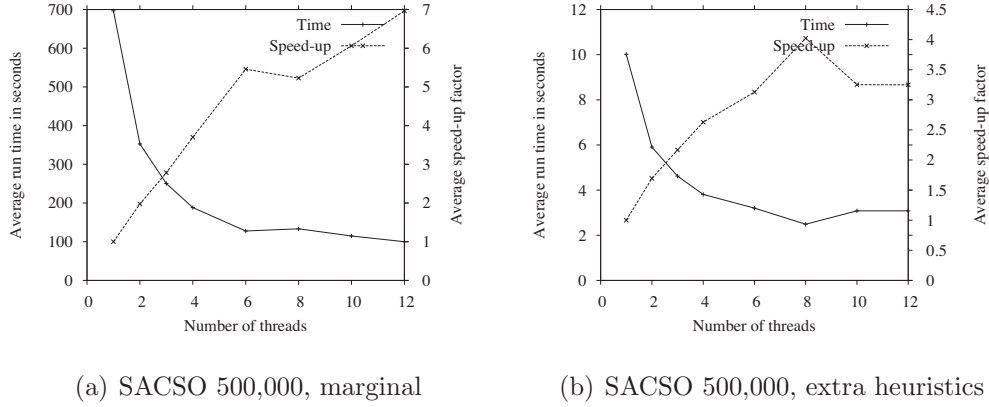 700
600
500
400
300
200
100
0
Average run time in seconds
7
6
5
4
3
2
1
0
Average speed-up factor
Time
Speed-up
0 2 4 6 8 10 12
Number of threads
(a) SACSO 500,000, marginal
12
10
8
6
4
2
0
Average run time in seconds
4.5
4
3.5
3
2.5
2
1.5
1
0.5
0
Average speed-up factor
Time
Speed-up
0 2 4 6 8 10 12
Number of threads
(b) SACSO 500,000, extra heuristics